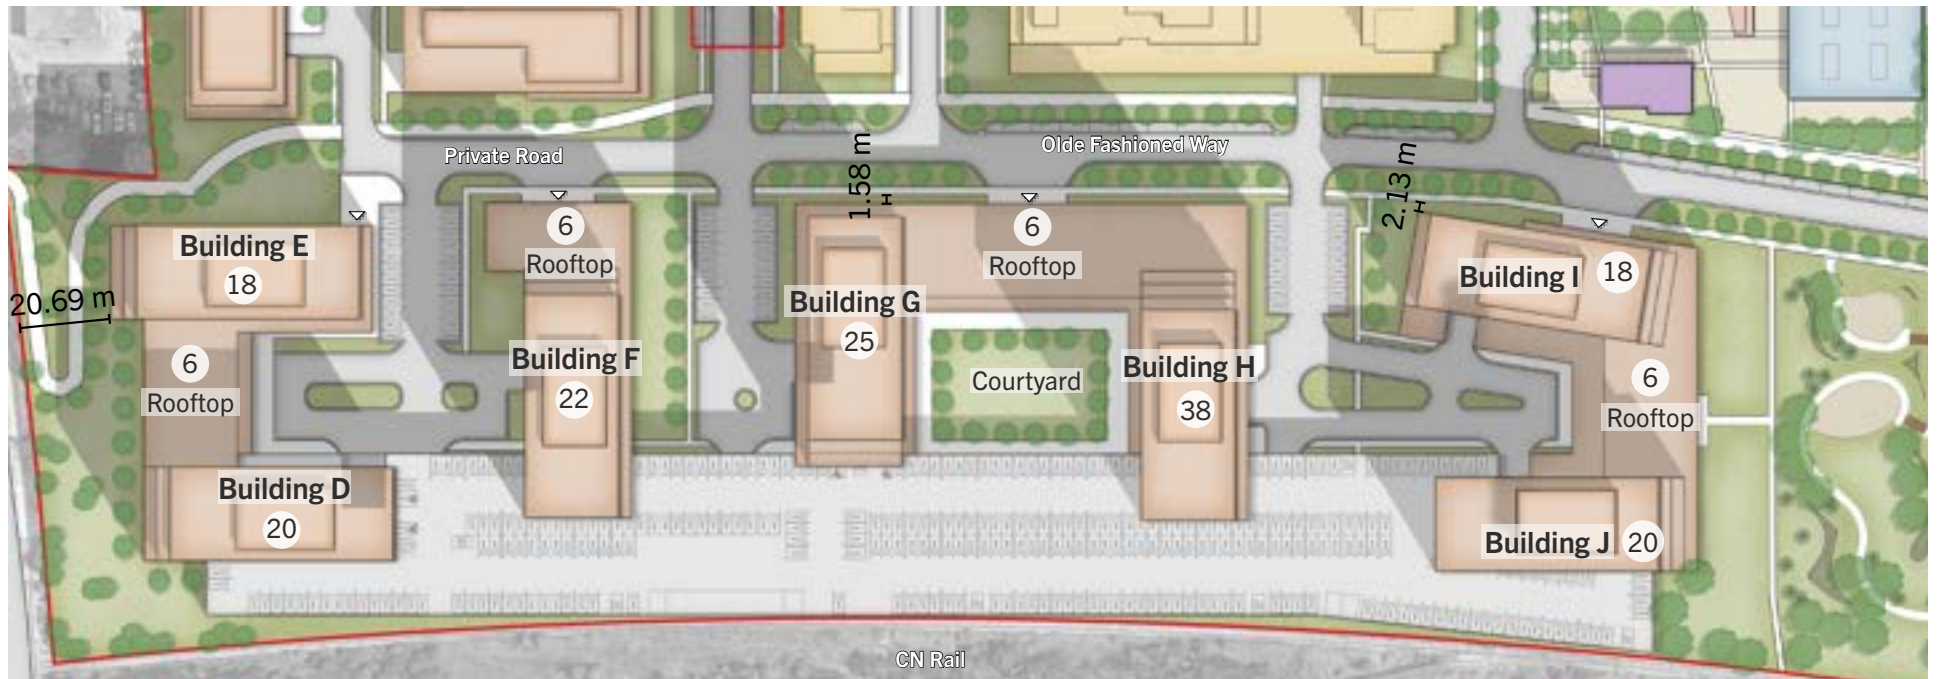 Private Road
Olde Fashioned Way
1.58 m
2.13 m
20.69 m
Building E
18
6
Rooftop
6
Rooftop
Building I
18
6
Rooftop
Building G
25
Building F
22
Building H
38
Courtyard
6
Rooftop
Building D
20
Building J
20
CN Rail